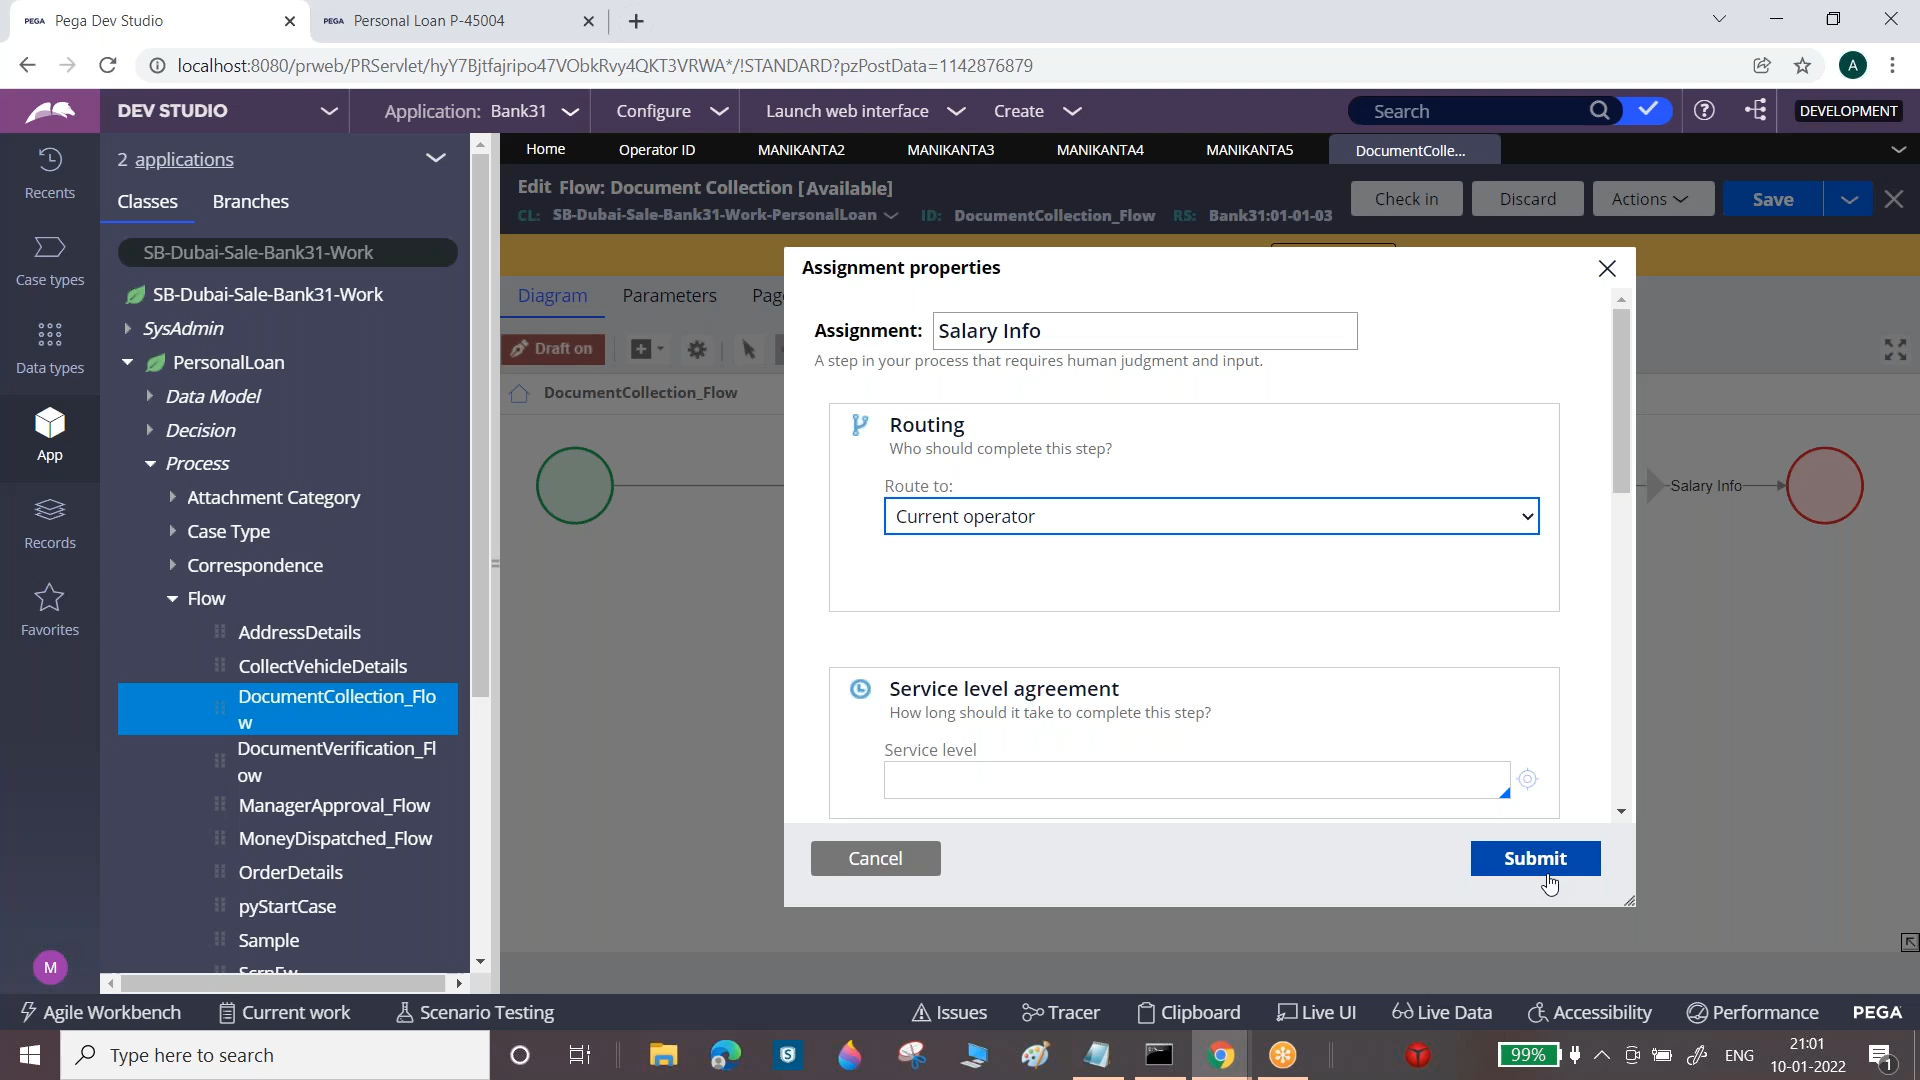 PEGA Pega Dev Studio
PEGA Personal Loan P-45004
localhost:8080/prweb/PRServlet/hyY7Bjtfajripo47VObkRvy4QKT3VRWA*/!STANDARD?pzPostData=1142876879
A
DEV STUDIO
Application: Bank31
Configure
Launch web interface
Create
Search
DEVELOPMENT
Recents
Case types
Data types
App
Records
Favorites
M
2 applications
Classes
Branches
SB-Dubai-Sale-Bank31-Work
SB-Dubai-Sale-Bank31-Work
SysAdmin
PersonalLoan
Data Model
Decision
Process
Attachment Category
Case Type
Correspondence
Flow
AddressDetails
CollectVehicleDetails
DocumentCollection_Flo
w
DocumentVerification_Fl
ow
ManagerApproval_Flow
MoneyDispatched_Flow
OrderDetails
pyStartCase
Sample
Home
Operator ID
MANIKANTA2
MANIKANTA3
MANIKANTA4
MANIKANTA5
DocumentColle...
Edit Flow: Document Collection [Available]
CL: SB-Dubai-Sale-Bank31-Work-PersonalLoan ID: DocumentCollection_Flow RS: Bank31:01-01-03
Check in
Discard
Actions
Save
Diagram
Parameters
Draft on
DocumentCollection_Flow
Salary Info
Assignment properties
Assignment: Salary Info
A step in your process that requires human judgment and input.
Routing
Who should complete this step?
Route to:
Current operator
Service level agreement
How long should it take to complete this step?
Service level
Cancel
Submit
Agile Workbench
Current work
Scenario Testing
Issues
Tracer
Clipboard
Live UI
Live Data
Accessibility
Performance
PEGA
Type here to search
99%
ENG
21:01
10-01-2022
1